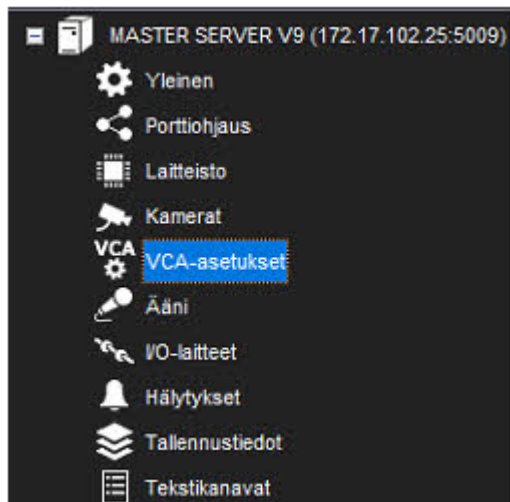 MASTER SERVER V9 (172.17.102.25:5009)
Yleinen
Porttiohjaus
Laitteisto
Kamerat
VCA
VCA-asetukset
Ääni
I/O-laitteet
Hälytykset
Tallennustiedot
Tekstikanavat